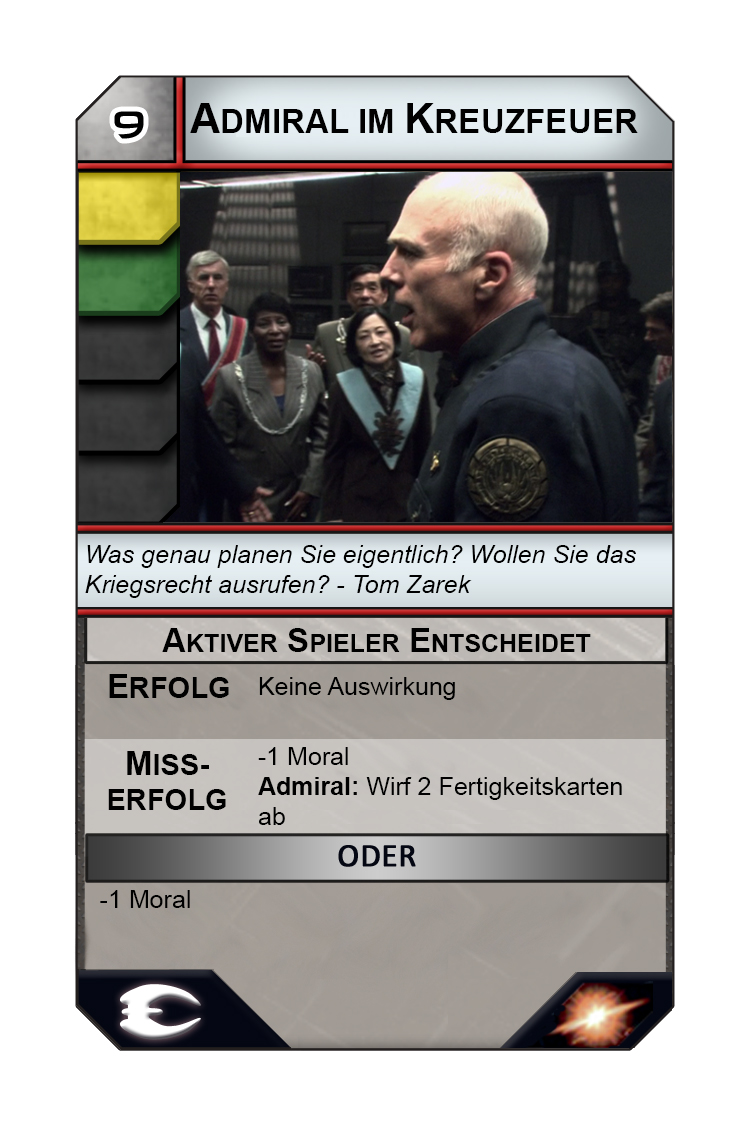 9
ADMIRAL IM KREUZFEUER
Was genau planen Sie eigentlich? Wollen Sie das
Kriegsrecht ausrufen? - Tom Zarek
AKTIVER SPIELER ENTSCHEIDET
ERFOLG Keine Auswirkung
MISS-
ERFOLG
-1 Moral
Admiral: Wirf 2 Fertigkeitskarten
ab
ODER
-1 Moral